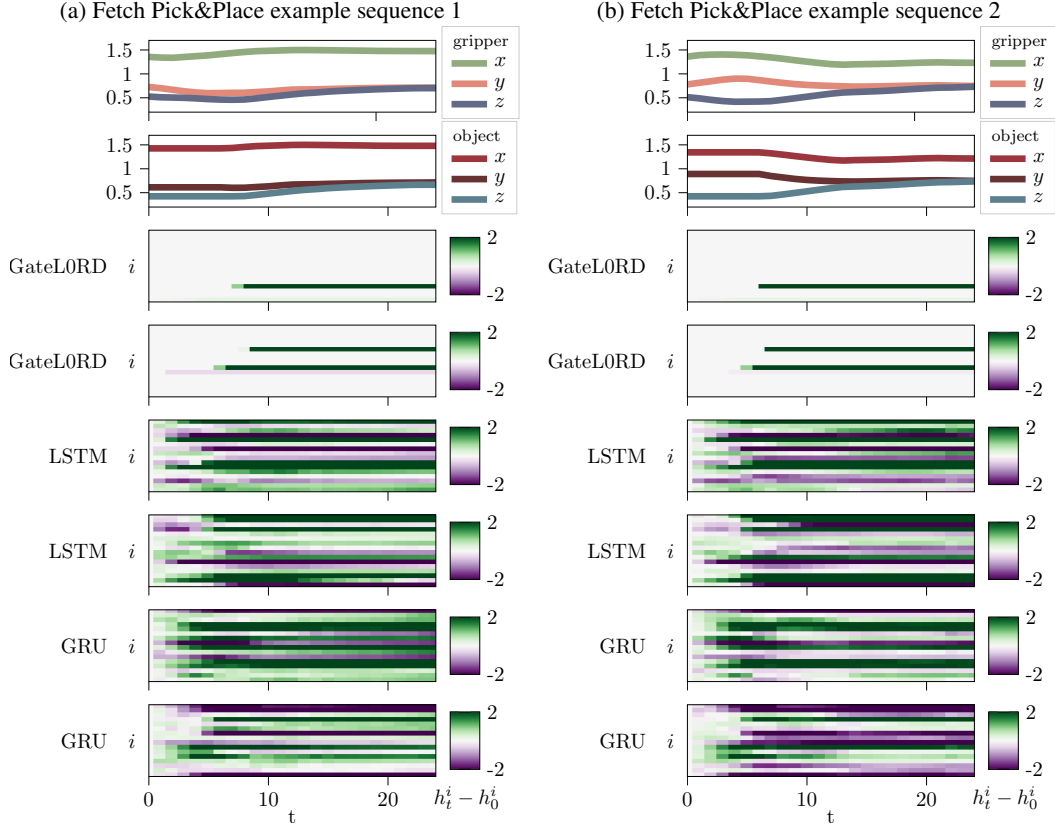 (a) Fetch Pick&Place example sequence 1
1.5
1
0.5
gripper
x
y
z
1.5
1
0.5
object
x
y
z
GateL0RD i
2
-2
GateL0RD i
2
-2
LSTM i
2
-2
LSTM i
2
-2
GRU i
2
-2
GRU i
2
-2
0 10 20
t
h_t^i − h_0^i
(b) Fetch Pick&Place example sequence 2
1.5
1
0.5
gripper
x
y
z
1.5
1
0.5
object
x
y
z
GateL0RD i
2
-2
GateL0RD i
2
-2
LSTM i
2
-2
LSTM i
2
-2
GRU i
2
-2
GRU i
2
-2
0 10 20
t
h_t^i − h_0^i